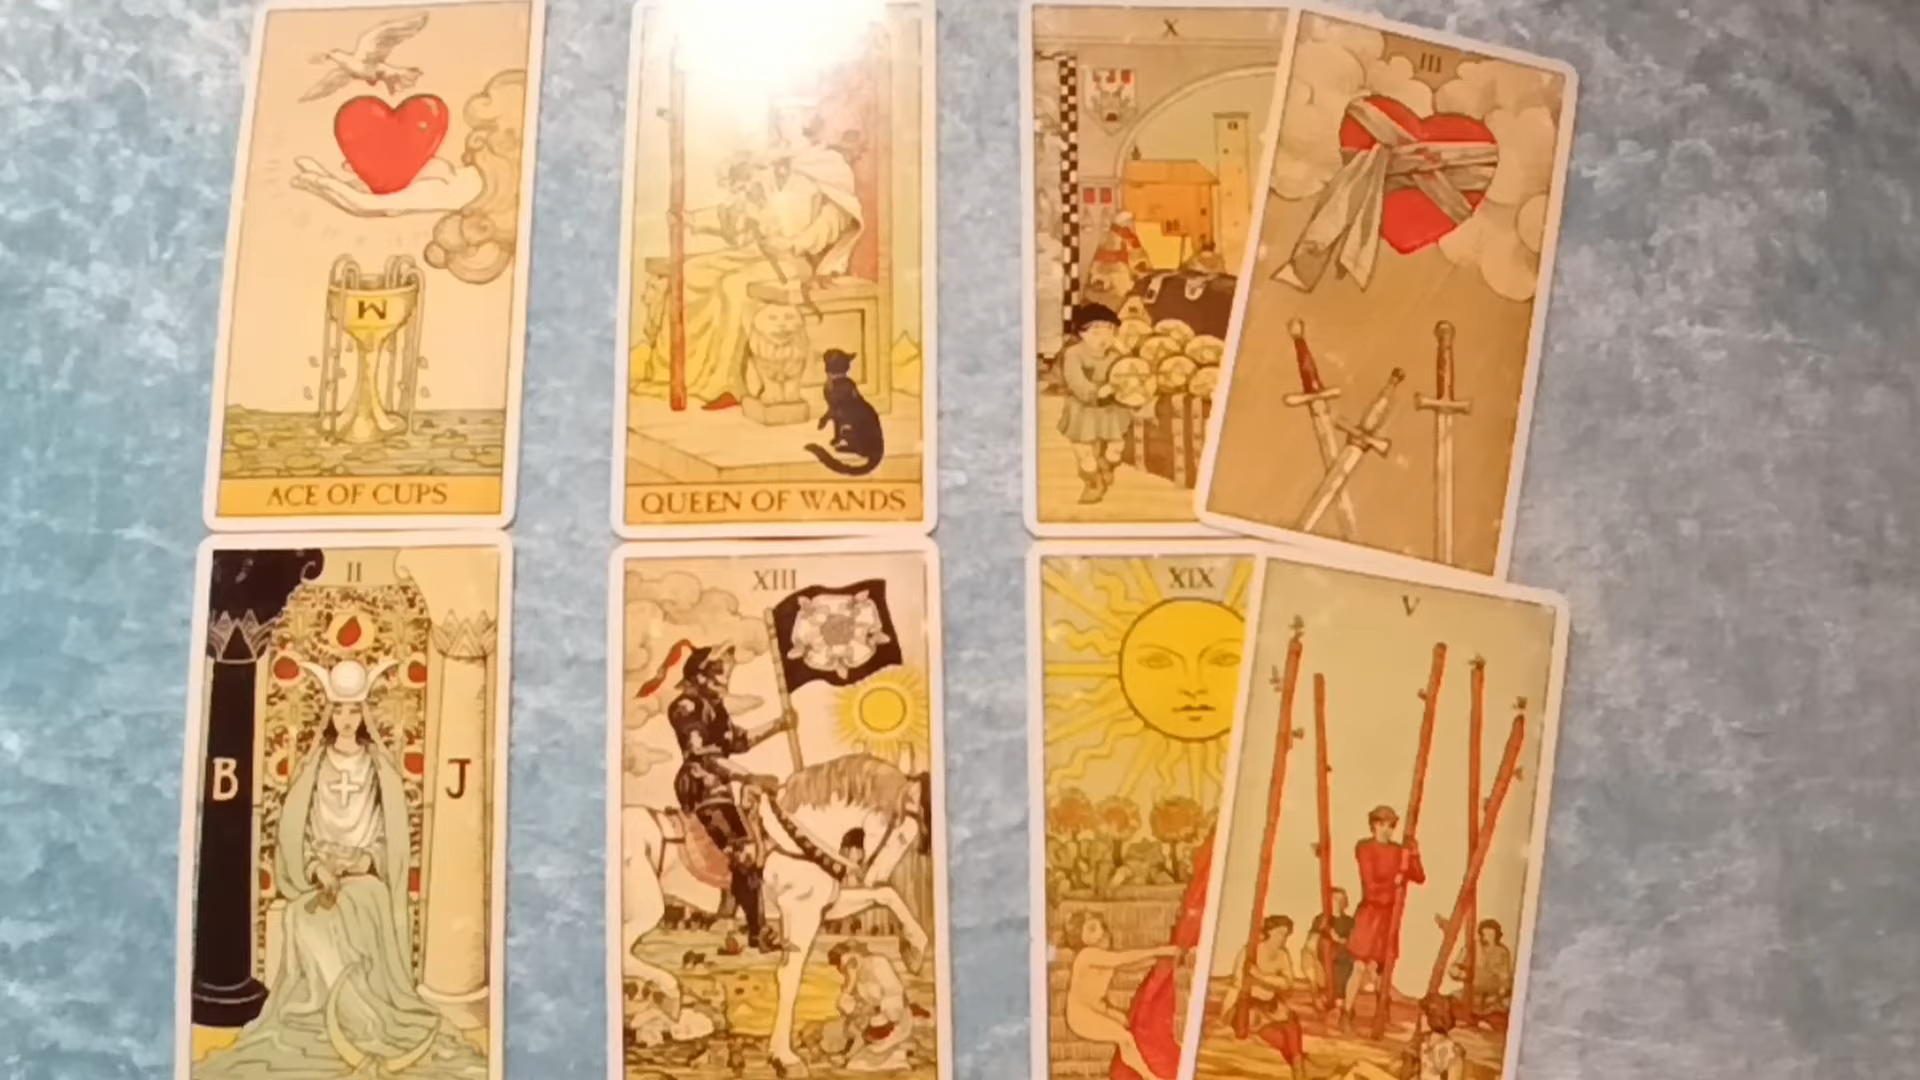 X
III
M
ACE OF CUPS
QUEEN OF WANDS
II
XIII
XIX
V
B
J